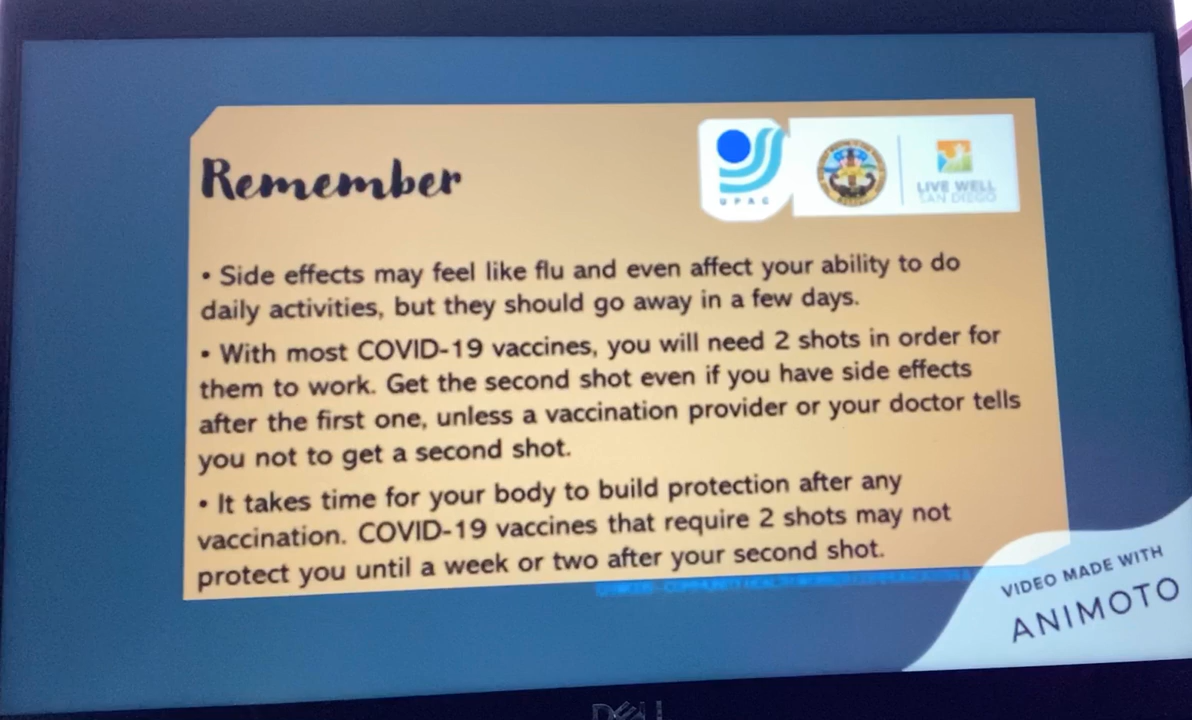 Remember
UPAC
LIVE WELL
SAN DIEGO
• Side effects may feel like flu and even affect your ability to do
daily activities, but they should go away in a few days.
• With most COVID-19 vaccines, you will need 2 shots in order for
them to work. Get the second shot even if you have side effects
after the first one, unless a vaccination provider or your doctor tells
you not to get a second shot.
• It takes time for your body to build protection after any
vaccination. COVID-19 vaccines that require 2 shots may not
protect you until a week or two after your second shot.
VIDEO MADE WITH
ANIMOTO
DELL